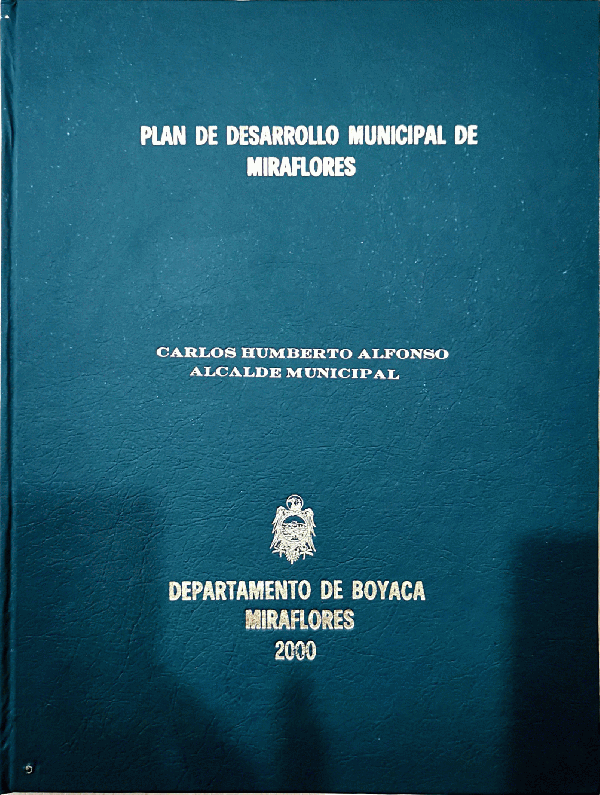 PLAN DE DESARROLLO MUNICIPAL DE
MIRAFLORES
CARLOS HUMBERTO ALFONSO
ALCALDE MUNICIPAL
DEPARTAMENTO DE BOYACA
MIRAFLORES
2000